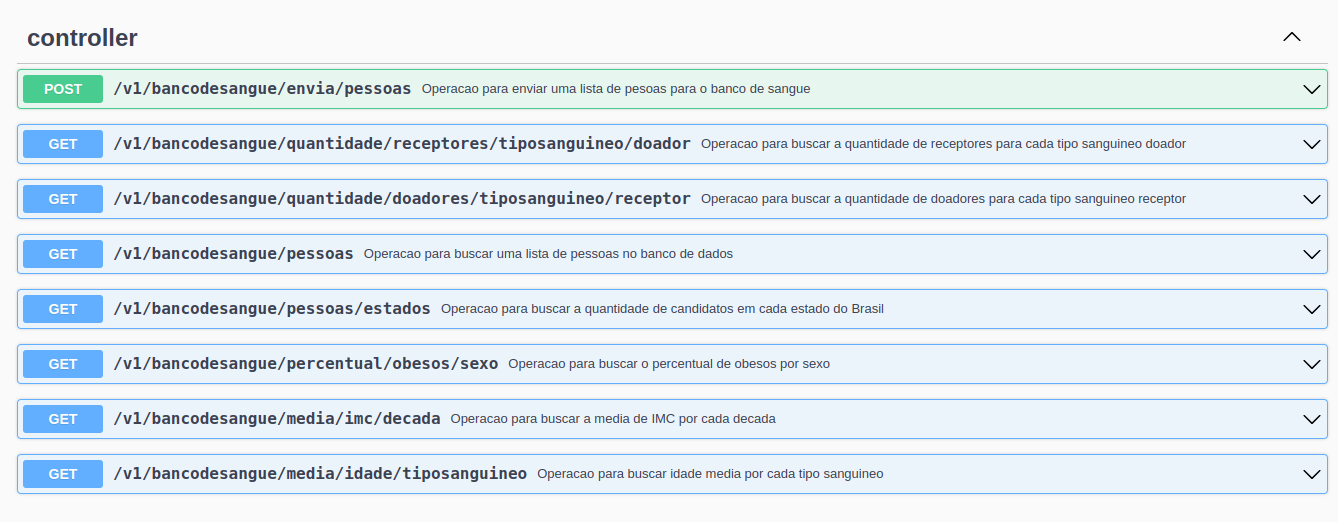 controller
POST /v1/bancodesangue/envia/pessoas Operacao para enviar uma lista de pesoas para o banco de sangue
GET /v1/bancodesangue/quantidade/receptores/tiposanguineo/doador Operacao para buscar a quantidade de receptores para cada tipo sanguineo doador
GET /v1/bancodesangue/quantidade/doadores/tiposanguineo/receptor Operacao para buscar a quantidade de doadores para cada tipo sanguineo receptor
GET /v1/bancodesangue/pessoas Operacao para buscar uma lista de pessoas no banco de dados
GET /v1/bancodesangue/pessoas/estados Operacao para buscar a quantidade de candidatos em cada estado do Brasil
GET /v1/bancodesangue/percentual/obesos/sexo Operacao para buscar o percentual de obesos por sexo
GET /v1/bancodesangue/media/imc/decada Operacao para buscar a media de IMC por cada decada
GET /v1/bancodesangue/media/idade/tiposanguineo Operacao para buscar idade media por cada tipo sanguineo